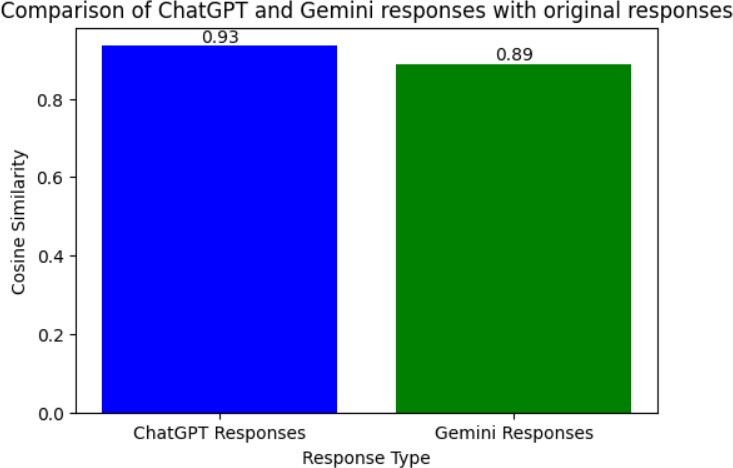 Comparison of ChatGPT and Gemini responses with original responses
0.93
0.89
0.8
0.6
0.4
0.2
0.0
Cosine Similarity
ChatGPT Responses
Gemini Responses
Response Type